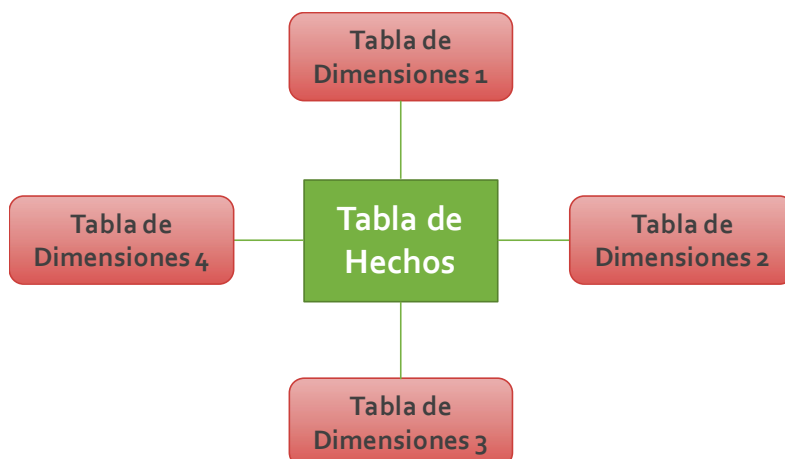 Tabla de
Dimensiones 1
Tabla de
Dimensiones 4
Tabla de
Hechos
Tabla de
Dimensiones 2
Tabla de
Dimensiones 3